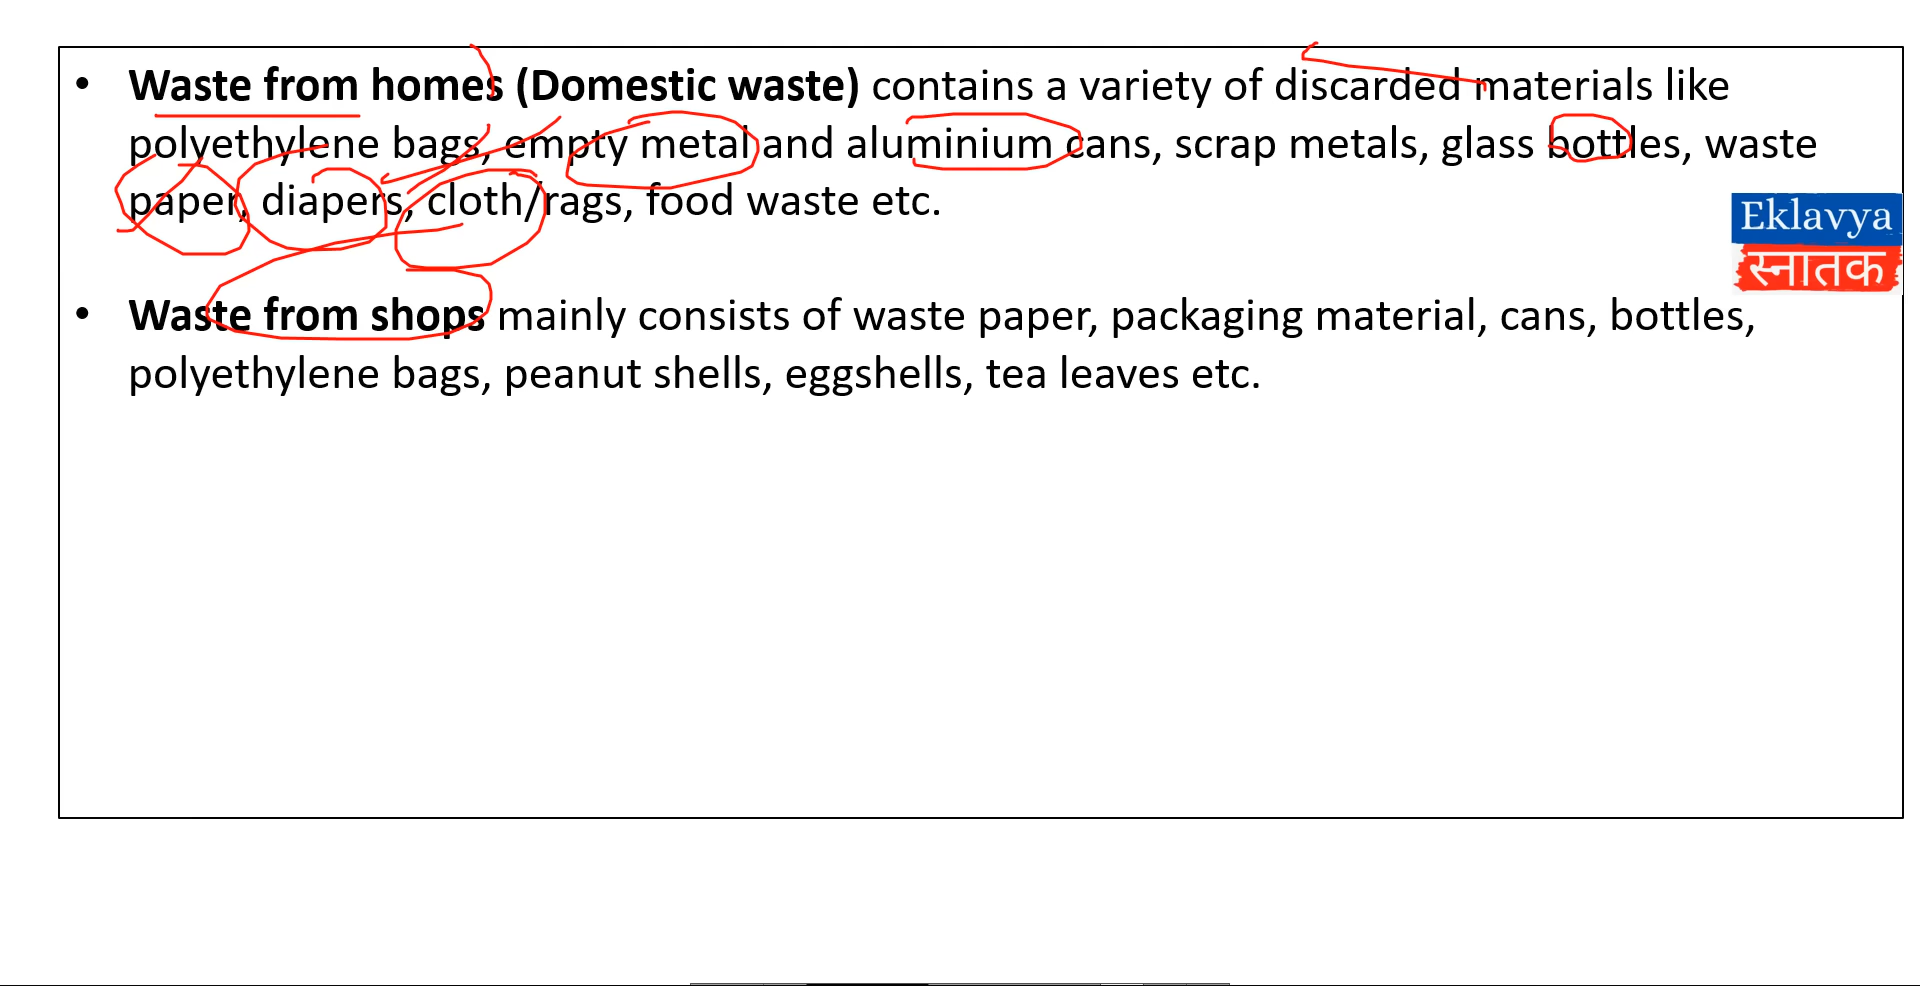 • Waste from homes (Domestic waste) contains a variety of discarded materials like
polyethylene bags, empty metal and aluminium cans, scrap metals, glass bottles, waste
paper, diapers, cloth/rags, food waste etc.
Eklavya
स्नातक
• Waste from shops mainly consists of waste paper, packaging material, cans, bottles,
polyethylene bags, peanut shells, eggshells, tea leaves etc.